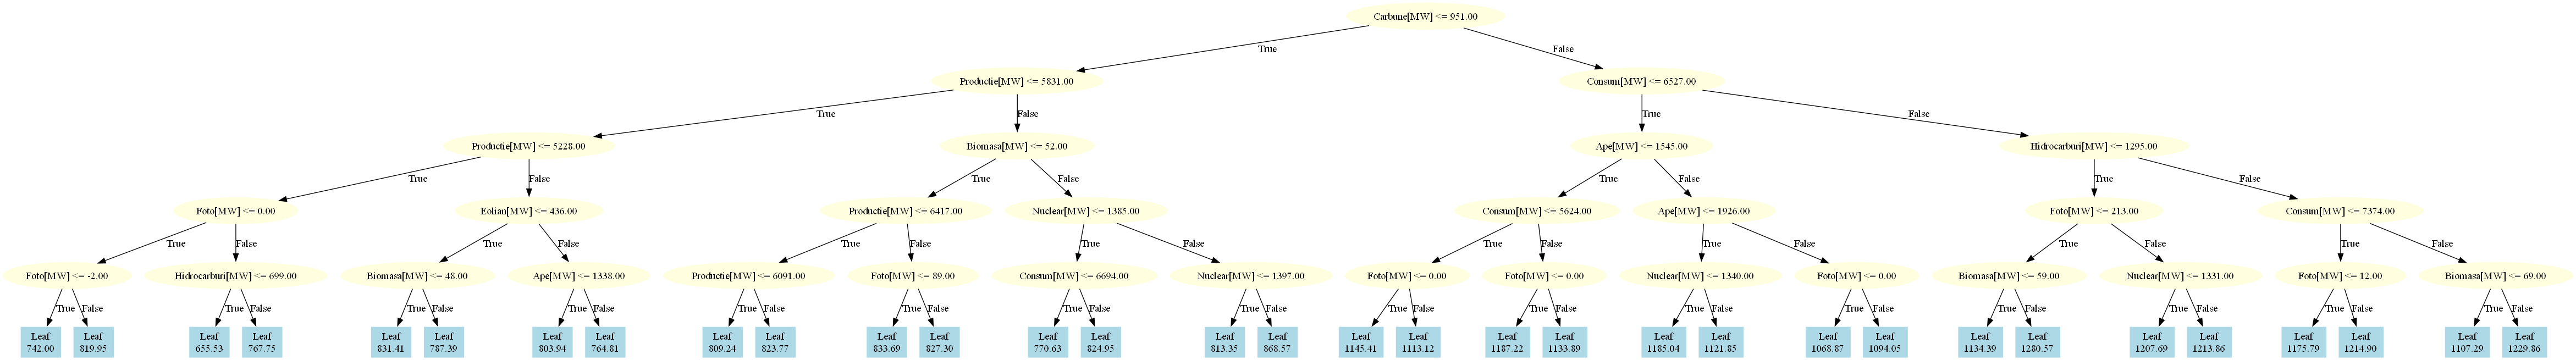 Carbune[MW] <= 951.00
True
False
Productie[MW] <= 5831.00
Consum[MW] <= 6527.00
True
False
True
False
Productie[MW] <= 5228.00
Biomasa[MW] <= 52.00
Ape[MW] <= 1545.00
Hidrocarburi[MW] <= 1295.00
True
False
True
False
True
False
True
False
Foto[MW] <= 0.00
Eolian[MW] <= 436.00
Productie[MW] <= 6417.00
Nuclear[MW] <= 1385.00
Consum[MW] <= 5624.00
Ape[MW] <= 1926.00
Foto[MW] <= 213.00
Consum[MW] <= 7374.00
True
False
True
False
True
False
True
False
True
False
True
False
True
False
True
False
Foto[MW] <= -2.00
Hidrocarburi[MW] <= 699.00
Biomasa[MW] <= 48.00
Ape[MW] <= 1338.00
Productie[MW] <= 6091.00
Foto[MW] <= 89.00
Consum[MW] <= 6694.00
Nuclear[MW] <= 1397.00
Foto[MW] <= 0.00
Foto[MW] <= 0.00
Nuclear[MW] <= 1340.00
Foto[MW] <= 0.00
Biomasa[MW] <= 59.00
Nuclear[MW] <= 1331.00
Foto[MW] <= 12.00
Biomasa[MW] <= 69.00
True
False
True
False
True
False
True
False
True
False
True
False
True
False
True
False
True
False
True
False
True
False
True
False
True
False
True
False
True
False
True
False
Leaf
742.00
Leaf
819.95
Leaf
655.53
Leaf
767.75
Leaf
831.41
Leaf
787.39
Leaf
803.94
Leaf
764.81
Leaf
809.24
Leaf
823.77
Leaf
833.69
Leaf
827.30
Leaf
770.63
Leaf
824.95
Leaf
813.35
Leaf
868.57
Leaf
1145.41
Leaf
1113.12
Leaf
1187.22
Leaf
1133.89
Leaf
1185.04
Leaf
1121.85
Leaf
1068.87
Leaf
1094.05
Leaf
1134.39
Leaf
1280.57
Leaf
1207.69
Leaf
1213.86
Leaf
1175.79
Leaf
1214.90
Leaf
1107.29
Leaf
1229.86